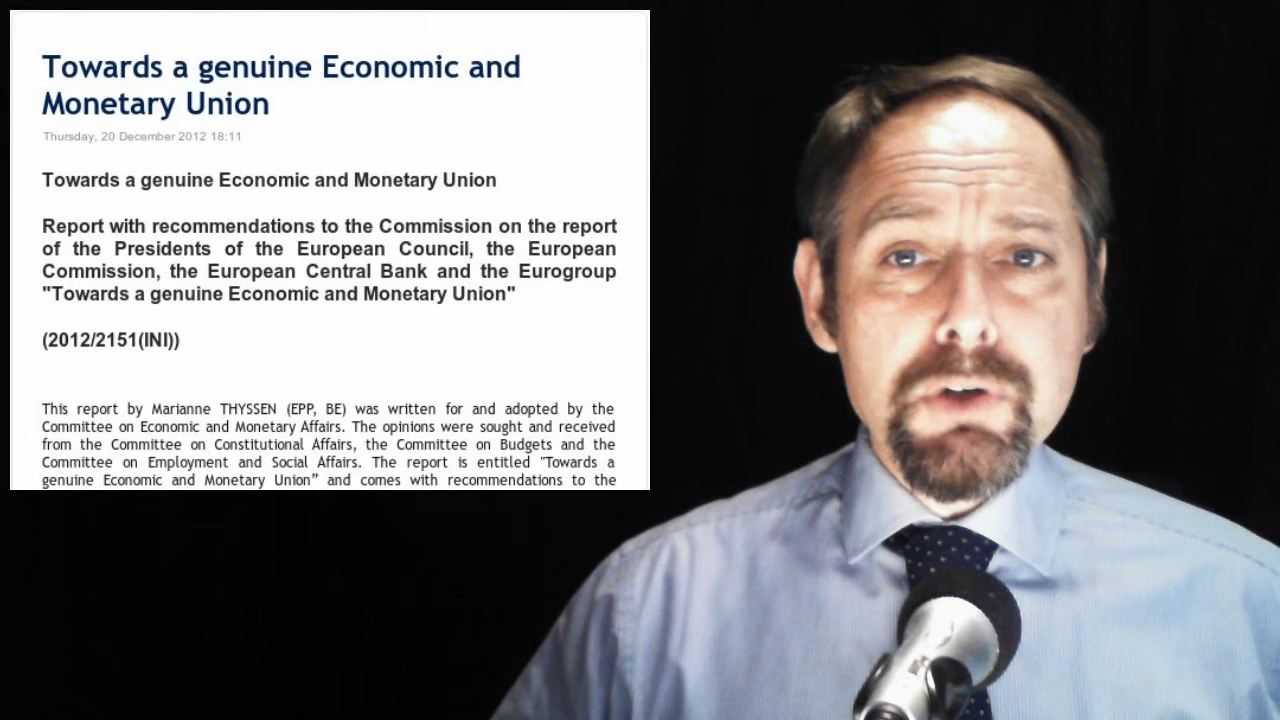 Towards a genuine Economic and
Monetary Union
Thursday, 20 December 2012 18:11
Towards a genuine Economic and Monetary Union
Report with recommendations to the Commission on the report
of the Presidents of the European Council, the European
Commission, the European Central Bank and the Eurogroup
"Towards a genuine Economic and Monetary Union"
(2012/2151(INI))
This report by Marianne THYSSEN (EPP, BE) was written for and adopted by the
Committee on Economic and Monetary Affairs. The opinions were sought and received
from the Committee on Constitutional Affairs, the Committee on Budgets and the
Committee on Employment and Social Affairs. The report is entitled "Towards a
genuine Economic and Monetary Union” and comes with recommendations to the